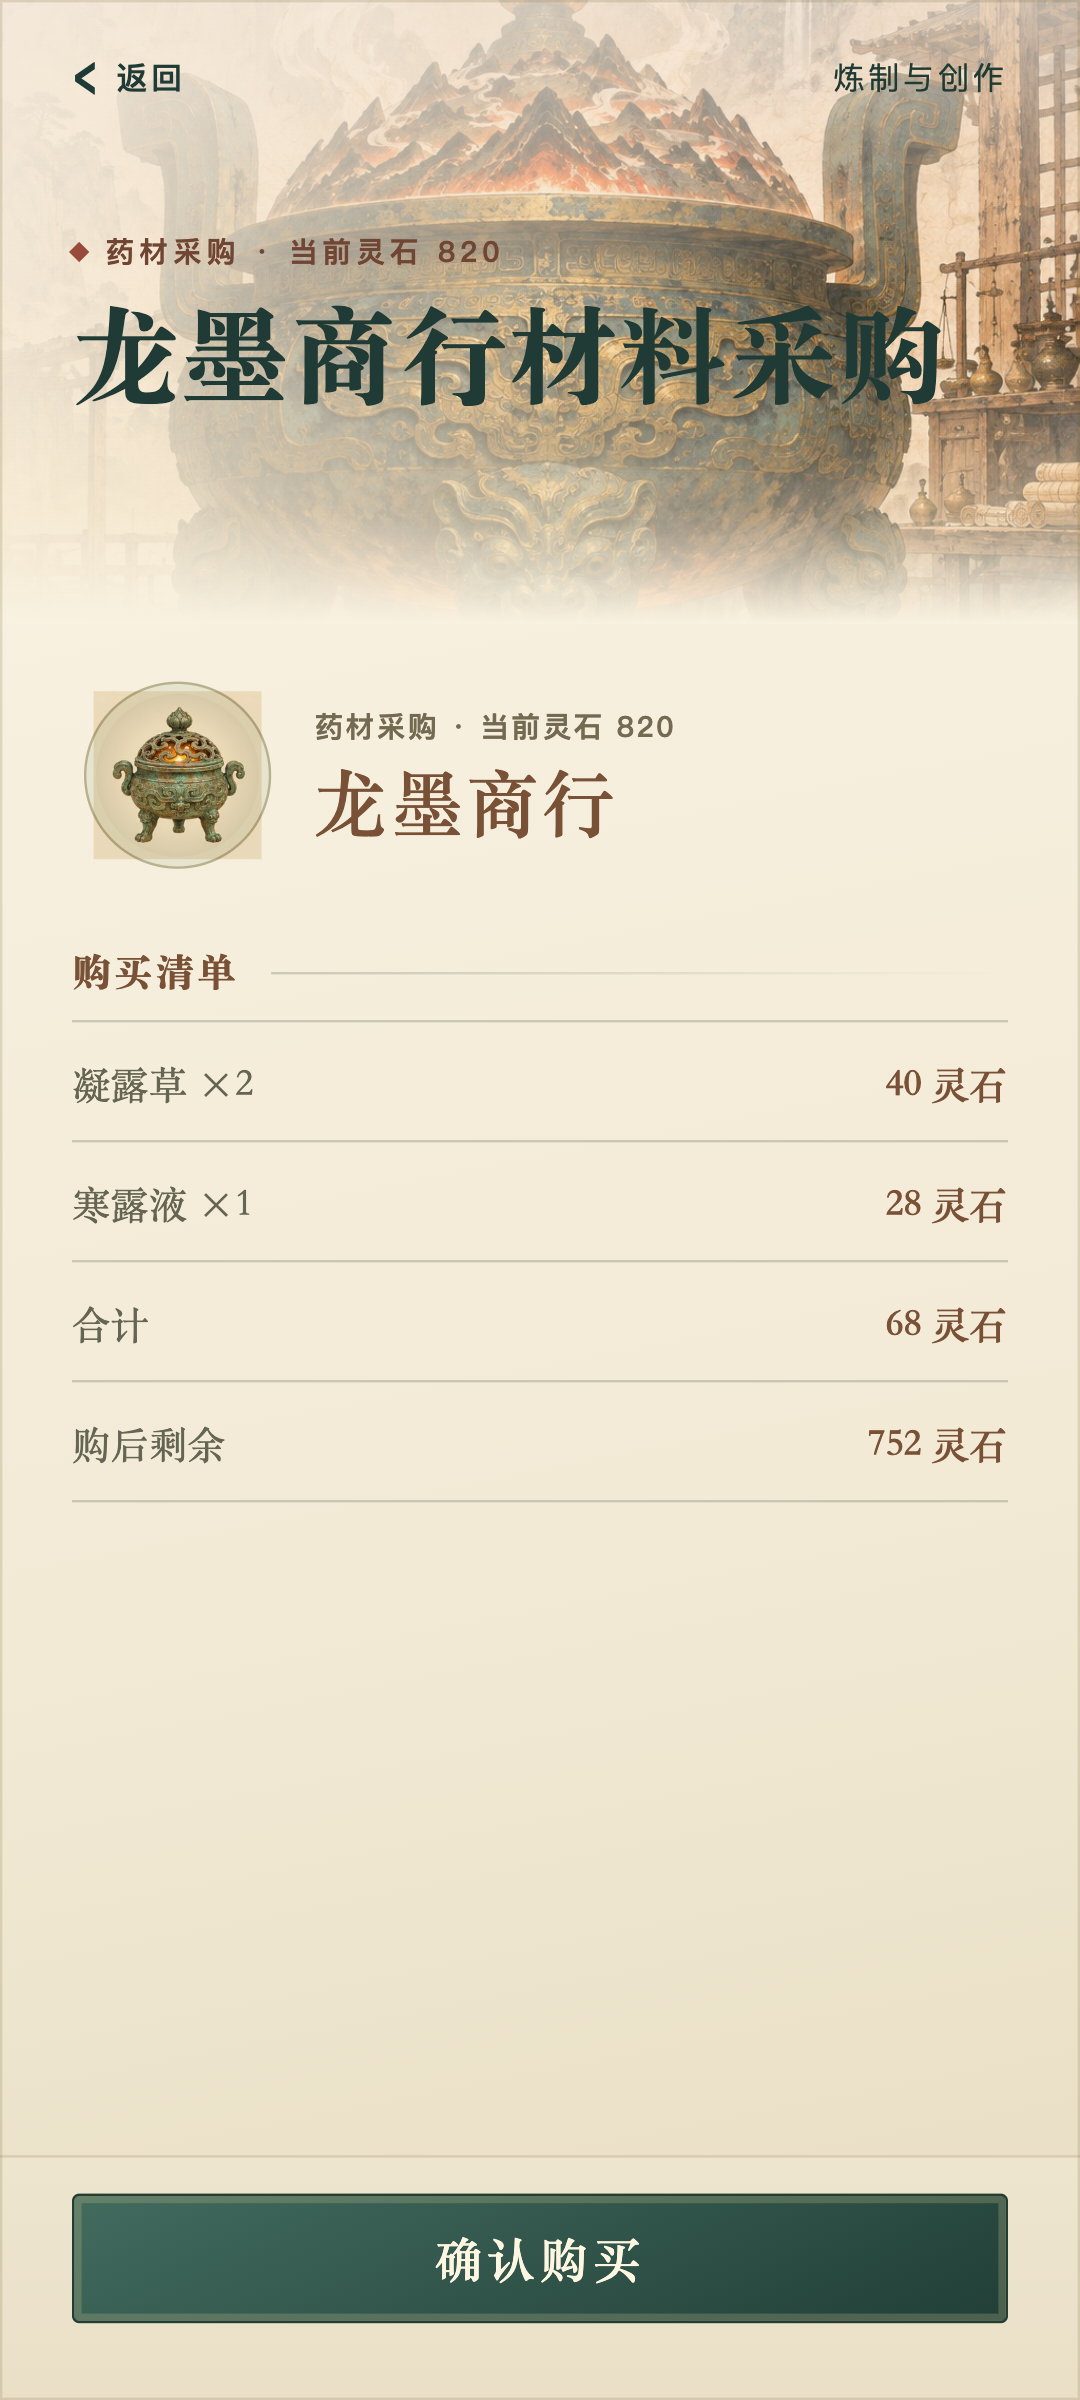 返回
炼制与创作
药材采购 · 当前灵石 820
龙墨商行材料采购
药材采购 · 当前灵石 820
龙墨商行
购买清单
凝露草 ×2 40 灵石
寒露液 ×1 28 灵石
合计 68 灵石
购后剩余 752 灵石
确认购买